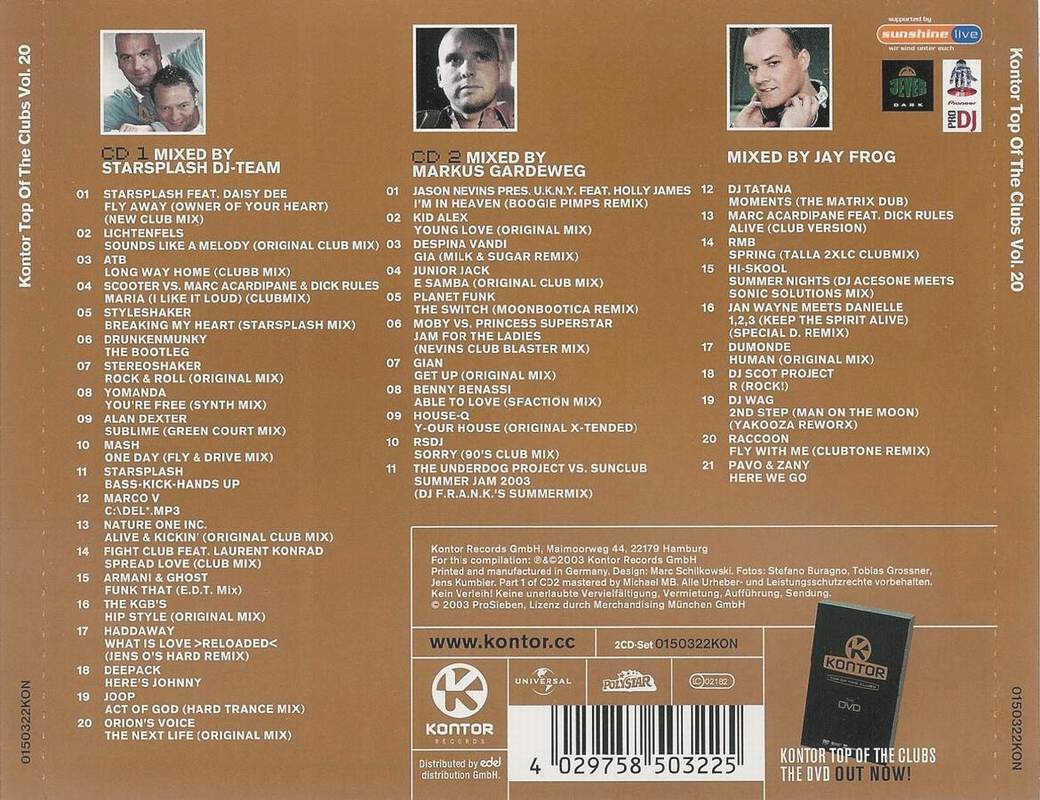 Kontor Top Of The Clubs Vol. 20
0150322KON
CD 1 MIXED BY
STARSPLASH DJ-TEAM
01 STARSPLASH FEAT. DAISY DEE
FLY AWAY (OWNER OF YOUR HEART)
(NEW CLUB MIX)
02 LICHTENFELS
SOUNDS LIKE A MELODY (ORIGINAL CLUB MIX)
03 ATB
LONG WAY HOME (CLUBB MIX)
04 SCOOTER VS. MARC ACARDIPANE & DICK RULES
MARIA (I LIKE IT LOUD) (CLUBMIX)
05 STYLESHAKER
BREAKING MY HEART (STARSPLASH MIX)
06 DRUNKENMUNKY
THE BOOTLEG
07 STEREOSHAKER
ROCK & ROLL (ORIGINAL MIX)
08 YOMANDA
YOU'RE FREE (SYNTH MIX)
09 ALAN DEXTER
SUBLIME (GREEN COURT MIX)
10 MASH
ONE DAY (FLY & DRIVE MIX)
11 STARSPLASH
BASS-KICK-HANDS UP
12 MARCO V
C:\DEL*.MP3
13 NATURE ONE INC.
ALIVE & KICKIN' (ORIGINAL CLUB MIX)
14 FIGHT CLUB FEAT. LAURENT KONRAD
SPREAD LOVE (CLUB MIX)
15 ARMANI & GHOST
FUNK THAT (E.D.T. Mix)
16 THE KGB'S
HIP STYLE (ORIGINAL MIX)
17 HADDAWAY
WHAT IS LOVE >RELOADED<
(JENS O'S HARD REMIX)
18 DEEPACK
HERE'S JOHNNY
19 JOOP
ACT OF GOD (HARD TRANCE MIX)
20 ORION'S VOICE
THE NEXT LIFE (ORIGINAL MIX)
CD 2 MIXED BY
MARKUS GARDEWEG
01 JASON NEVINS PRES. U.K.N.Y. FEAT. HOLLY JAMES
I'M IN HEAVEN (BOOGIE PIMPS REMIX)
02 KID ALEX
YOUNG LOVE (ORIGINAL MIX)
03 DESPINA VANDI
GIA (MILK & SUGAR REMIX)
04 JUNIOR JACK
E SAMBA (ORIGINAL CLUB MIX)
05 PLANET FUNK
THE SWITCH (MOONBOOTICA REMIX)
06 MOBY VS. PRINCESS SUPERSTAR
JAM FOR THE LADIES
(NEVINS CLUB BLASTER MIX)
07 GIAN
GET UP (ORIGINAL MIX)
08 BENNY BENASSI
ABLE TO LOVE (SFACTION MIX)
09 HOUSE-Q
Y-OUR HOUSE (ORIGINAL X-TENDED)
10 RSDJ
SORRY (90'S CLUB MIX)
11 THE UNDERDOG PROJECT VS. SUNCLUB
SUMMER JAM 2003
(DJ F.R.A.N.K.'S SUMMERMIX)
MIXED BY JAY FROG
12 DJ TATANA
MOMENTS (THE MATRIX DUB)
13 MARC ACARDIPANE FEAT. DICK RULES
ALIVE (CLUB VERSION)
14 RMB
SPRING (TALLA 2XLC CLUBMIX)
15 HI-SKOOL
SUMMER NIGHTS (DJ ACESONE MEETS
SONIC SOLUTIONS MIX)
16 JAN WAYNE MEETS DANIELLE
1,2,3 (KEEP THE SPIRIT ALIVE)
(SPECIAL D. REMIX)
17 DUMONDE
HUMAN (ORIGINAL MIX)
18 DJ SCOT PROJECT
R (ROCK!)
19 DJ WAG
2ND STEP (MAN ON THE MOON)
(YAKOOZA REWORX)
20 RACCOON
FLY WITH ME (CLUBTONE REMIX)
21 PAVO & ZANY
HERE WE GO
supported by
sunshine live
wir sind unter euch
JEVER
DARK
Pioneer
PRO DJ
Kontor Records GmbH, Maimoorweg 44, 22179 Hamburg
For this compilation: ℗&©2003 Kontor Records GmbH
Printed and manufactured in Germany. Design: Marc Schilkowski. Fotos: Stefano Buragno, Tobias Grossner,
Jens Kumbier. Part 1 of CD2 mastered by Michael MB. Alle Urheber- und Leistungsschutzrechte vorbehalten.
Kein Verleih! Keine unerlaubte Vervielfältigung, Vermietung, Aufführung, Sendung.
© 2003 ProSieben, Lizenz durch Merchandising München GmbH
www.kontor.cc
2CD-Set 0150322KON
KONTOR
RECORDS
UNIVERSAL
POLYSTAR
LC 02182
Distributed by edel
distribution GmbH.
4 029758 503225
KONTOR
TOP OF THE CLUBS
THE
DVD
KONTOR TOP OF THE CLUBS
THE DVD OUT NOW!
Kontor Top Of The Clubs Vol. 20
0150322KON